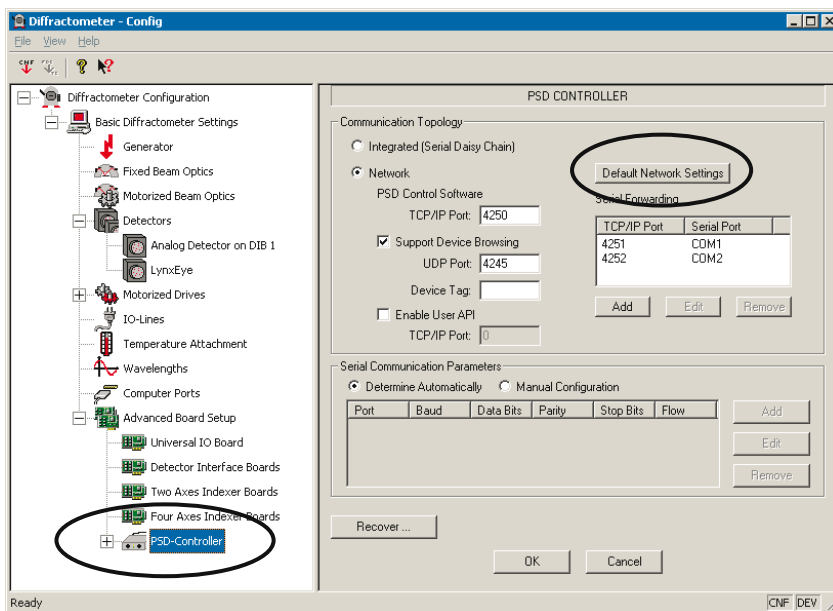 Diffractometer - Config
File View Help
CNF
Diffractometer Configuration
Basic Diffractometer Settings
Generator
Fixed Beam Optics
Motorized Beam Optics
Detectors
Analog Detector on DIB 1
LynxEye
Motorized Drives
IO-Lines
Temperature Attachment
Wavelengths
Computer Ports
Advanced Board Setup
Universal IO Board
Detector Interface Boards
Two Axes Indexer Boards
Four Axes Indexer Boards
PSD-Controller
PSD CONTROLLER
Communication Topology
Integrated (Serial Daisy Chain)
Network
PSD Control Software
TCP/IP Port: 4250
Support Device Browsing
UDP Port: 4245
Device Tag:
Enable User API
TCP/IP Port: 0
Default Network Settings
Serial Forwarding
TCP/IP Port Serial Port
4251 COM1
4252 COM2
Add Edit Remove
Serial Communication Parameters
Determine Automatically Manual Configuration
Port Baud Data Bits Parity Stop Bits Flow
Add
Edit
Remove
Recover ...
OK Cancel
Ready CNF DEV